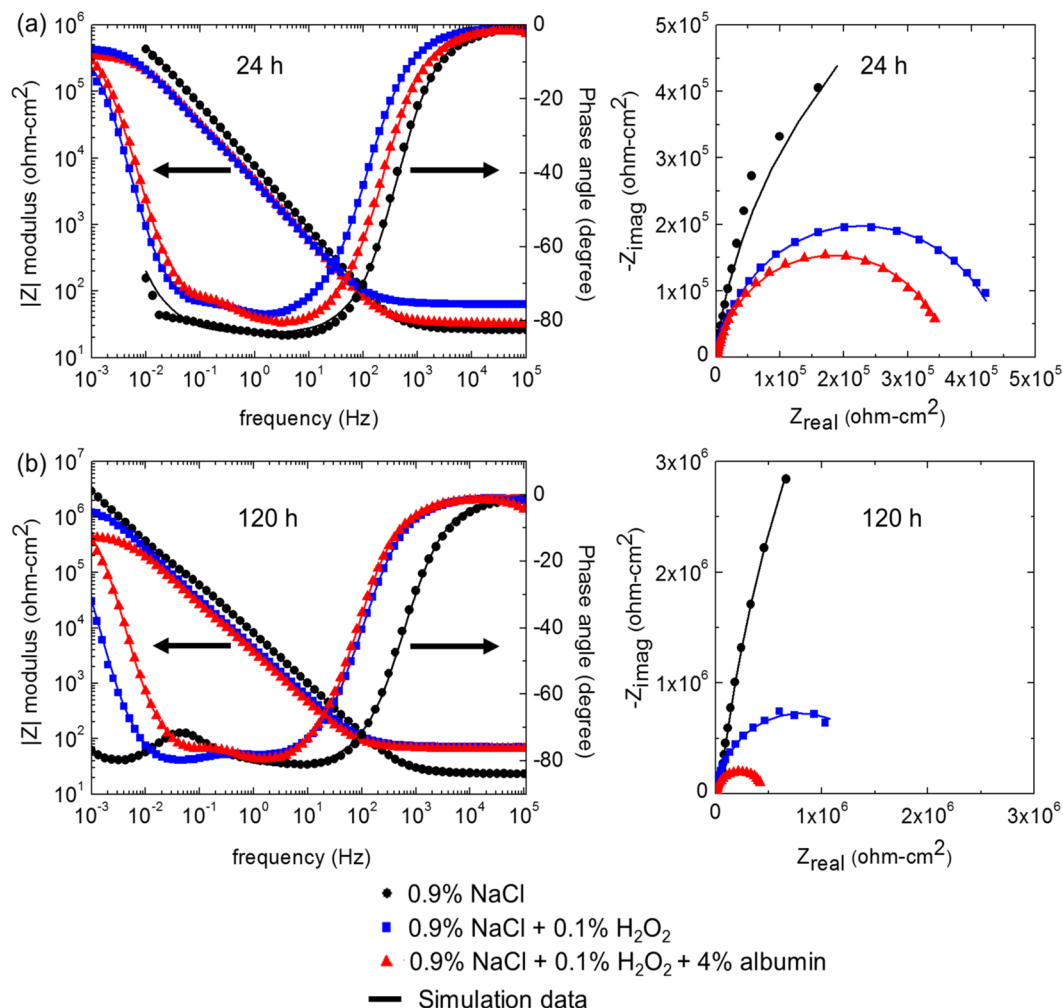 (a)
10^6
10^5
10^4
10^3
10^2
10^1
|Z| modulus (ohm-cm^2)
24 h
0
-20
-40
-60
-80
Phase angle (degree)
10^-3 10^-2 10^-1 10^0 10^1 10^2 10^3 10^4 10^5
frequency (Hz)
5x10^5
4x10^5
3x10^5
2x10^5
1x10^5
0
-Z_imag (ohm-cm^2)
24 h
0 1x10^5 2x10^5 3x10^5 4x10^5 5x10^5
Z_real (ohm-cm^2)
(b)
10^7
10^6
10^5
10^4
10^3
10^2
10^1
|Z| modulus (ohm-cm^2)
120 h
0
-20
-40
-60
-80
Phase angle (degree)
10^-3 10^-2 10^-1 10^0 10^1 10^2 10^3 10^4 10^5
frequency (Hz)
3x10^6
2x10^6
1x10^6
0
-Z_imag (ohm-cm^2)
120 h
0 1x10^6 2x10^6 3x10^6
Z_real (ohm-cm^2)
0.9% NaCl
0.9% NaCl + 0.1% H₂O₂
0.9% NaCl + 0.1% H₂O₂ + 4% albumin
Simulation data